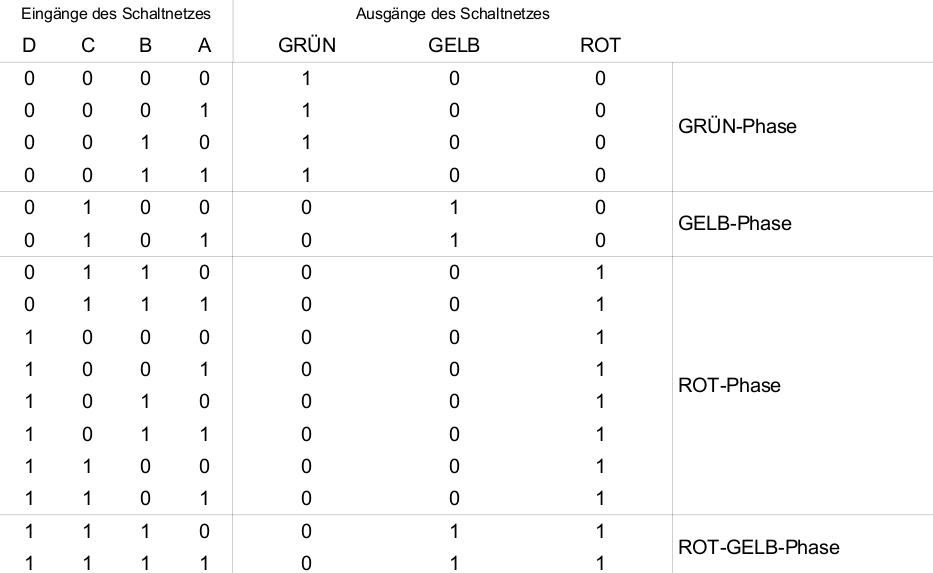 Eingänge des Schaltnetzes Ausgänge des Schaltnetzes
D C B A GRÜN GELB ROT
0 0 0 0 1 0 0
0 0 0 1 1 0 0
GRÜN-Phase
0 0 1 0 1 0 0
0 0 1 1 1 0 0
0 1 0 0 0 1 0
GELB-Phase
0 1 0 1 0 1 0
0 1 1 0 0 0 1
0 1 1 1 0 0 1
1 0 0 0 0 0 1
1 0 0 1 0 0 1
ROT-Phase
1 0 1 0 0 0 1
1 0 1 1 0 0 1
1 1 0 0 0 0 1
1 1 0 1 0 0 1
1 1 1 0 0 1 1
ROT-GELB-Phase
1 1 1 1 0 1 1